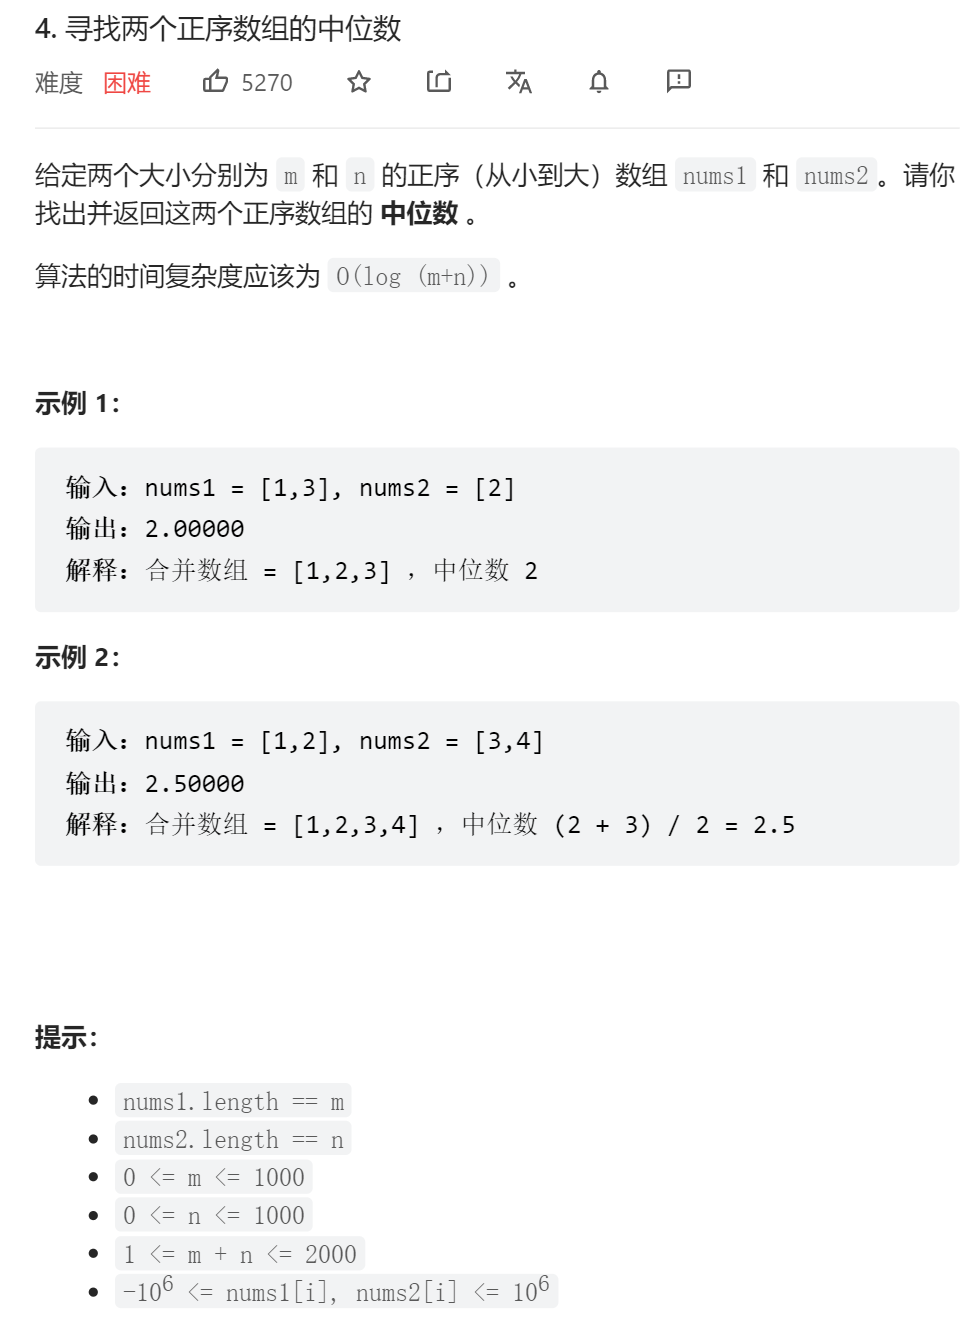 4. 寻找两个正序数组的中位数
难度 困难 5270
给定两个大小分别为 m 和 n 的正序（从小到大）数组 nums1 和 nums2。请你
找出并返回这两个正序数组的 中位数 。
算法的时间复杂度应该为 O(log (m+n)) 。
示例 1：
输入：nums1 = [1,3], nums2 = [2]
输出：2.00000
解释：合并数组 = [1,2,3] ，中位数 2
示例 2：
输入：nums1 = [1,2], nums2 = [3,4]
输出：2.50000
解释：合并数组 = [1,2,3,4] ，中位数 (2 + 3) / 2 = 2.5
提示：
nums1.length == m
nums2.length == n
0 <= m <= 1000
0 <= n <= 1000
1 <= m + n <= 2000
-10⁶ <= nums1[i], nums2[i] <= 10⁶